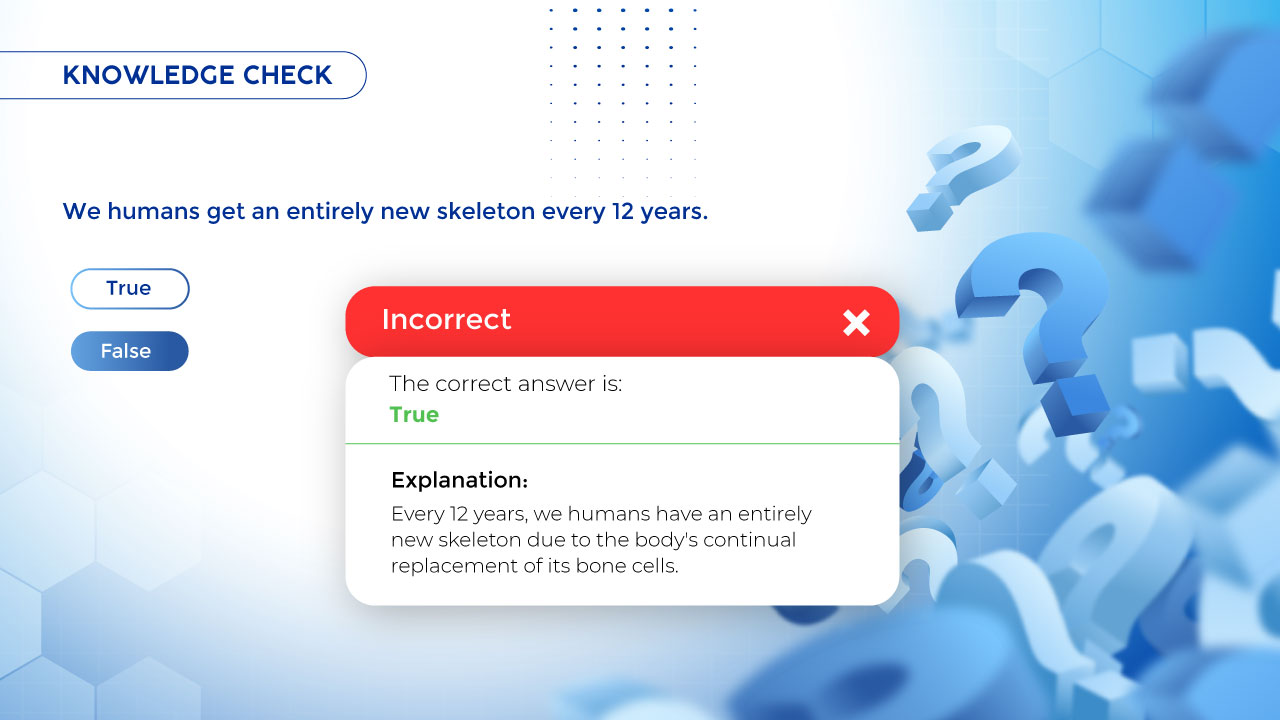 KNOWLEDGE CHECK
We humans get an entirely new skeleton every 12 years.
True
False
Incorrect
The correct answer is:
True
Explanation:
Every 12 years, we humans have an entirely
new skeleton due to the body's continual
replacement of its bone cells.